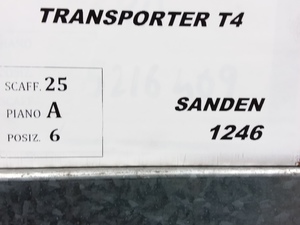 TRANSPORTER T4
SCAFF. 25
PIANO A
POSIZ. 6
SANDEN
1246